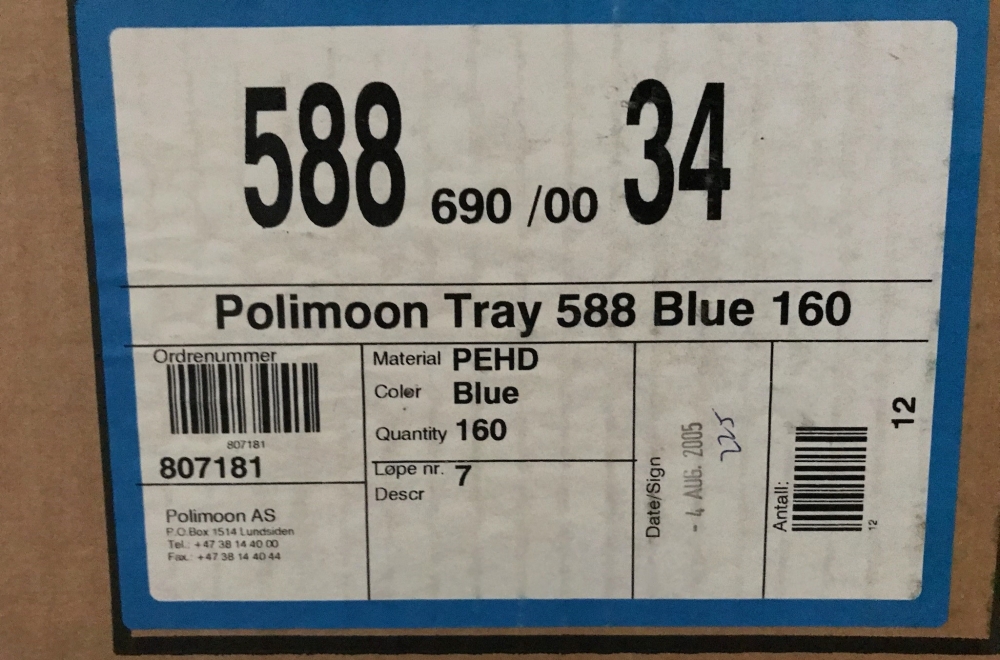 588 690 /00 34
Polimoon Tray 588 Blue 160
Ordrenummer
807181
807181
Polimoon AS
P.O.Box 1514 Lundsiden
Tel.: +47 38 14 40 00
Fax.: +47 38 14 40 44
Material PEHD
Color Blue
Quantity 160
Løpe nr. 7
Descr
Date/Sign
- 4 AUG. 2005
225
Antall:
12
12